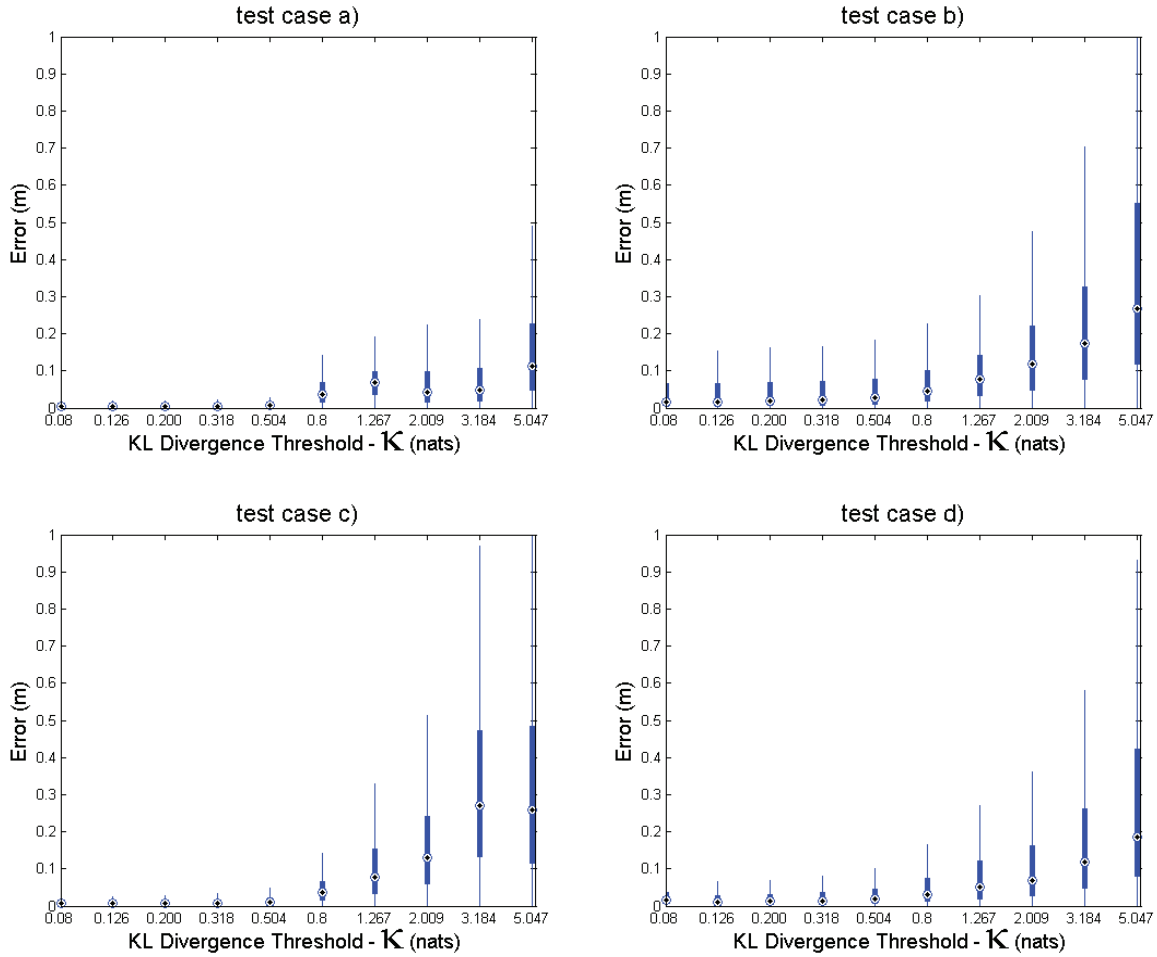 test case a)
1
0.9
0.8
0.7
0.6
0.5
0.4
0.3
0.2
0.1
0
Error (m)
0.08 0.126 0.200 0.318 0.504 0.8 1.267 2.009 3.184 5.047
KL Divergence Threshold - K (nats)
test case b)
1
0.9
0.8
0.7
0.6
0.5
0.4
0.3
0.2
0.1
0
Error (m)
0.08 0.126 0.200 0.318 0.504 0.8 1.267 2.009 3.184 5.047
KL Divergence Threshold - K (nats)
test case c)
1
0.9
0.8
0.7
0.6
0.5
0.4
0.3
0.2
0.1
0
Error (m)
0.08 0.126 0.200 0.318 0.504 0.8 1.267 2.009 3.184 5.047
KL Divergence Threshold - K (nats)
test case d)
1
0.9
0.8
0.7
0.6
0.5
0.4
0.3
0.2
0.1
0
Error (m)
0.08 0.126 0.200 0.318 0.504 0.8 1.267 2.009 3.184 5.047
KL Divergence Threshold - K (nats)